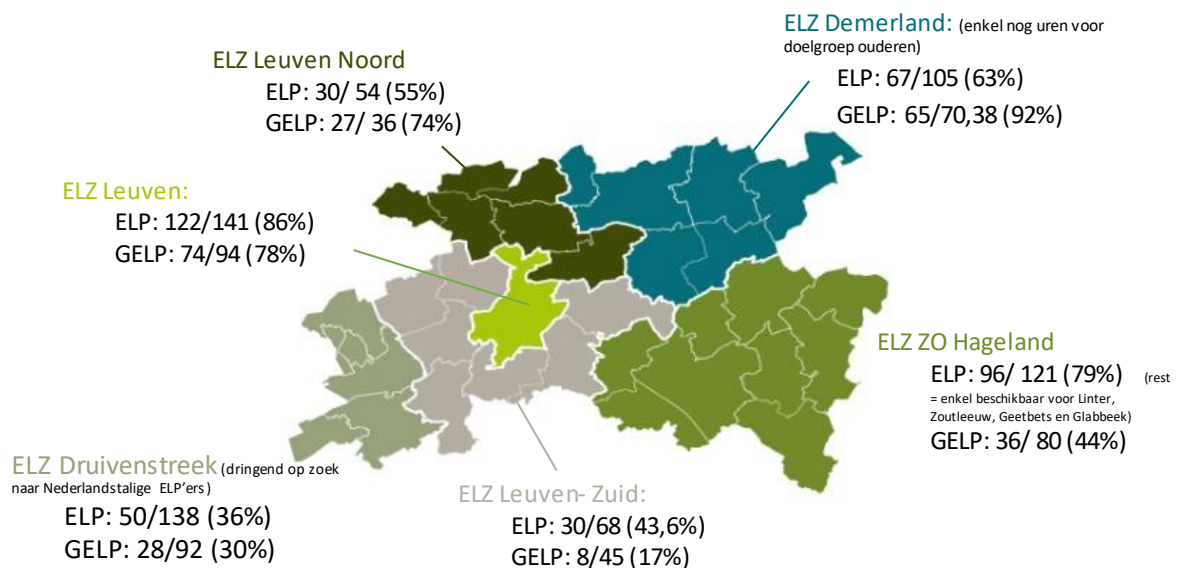 ELZ Demerland: (enkel nog uren voor
doelgroep ouderen)
ELP: 67/105 (63%)
GELP: 65/70,38 (92%)
ELZ Leuven Noord
ELP: 30/ 54 (55%)
GELP: 27/ 36 (74%)
ELZ Leuven:
ELP: 122/141 (86%)
GELP: 74/94 (78%)
ELZ ZO Hageland
ELP: 96/ 121 (79%) (rest
= enkel beschikbaar voor Linter,
Zoutleeuw, Geetbets en Glabbeek)
GELP: 36/ 80 (44%)
ELZ Druivenstreek (dringend op zoek
naar Nederlandstalige ELP'ers)
ELP: 50/138 (36%)
GELP: 28/92 (30%)
ELZ Leuven- Zuid:
ELP: 30/68 (43,6%)
GELP: 8/45 (17%)